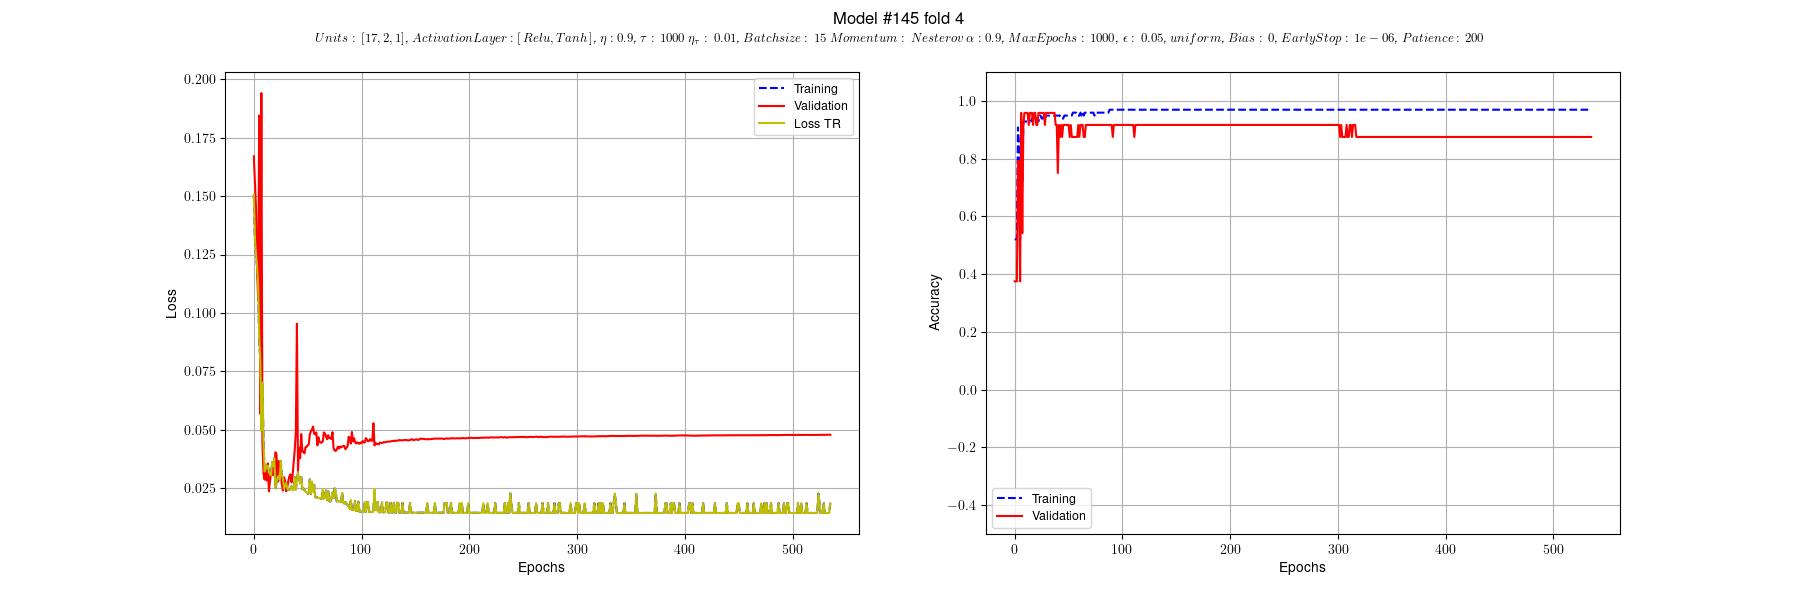 Model #145 fold 4
Units : [17, 2, 1], ActivationLayer : [ Relu, Tanh ], η : 0.9, τ : 1000 η_τ : 0.01, Batchsize : 15 Momentum : Nesterov α : 0.9, MaxEpochs : 1000, ϵ : 0.05, uniform, Bias : 0, EarlyStop : 1e − 06, Patience : 200
Loss
0.200
0.175
0.150
0.125
0.100
0.075
0.050
0.025
Training
Validation
Loss TR
0
100
200
300
400
500
Epochs
Accuracy
1.0
0.8
0.6
0.4
0.2
0.0
−0.2
−0.4
Training
Validation
0
100
200
300
400
500
Epochs